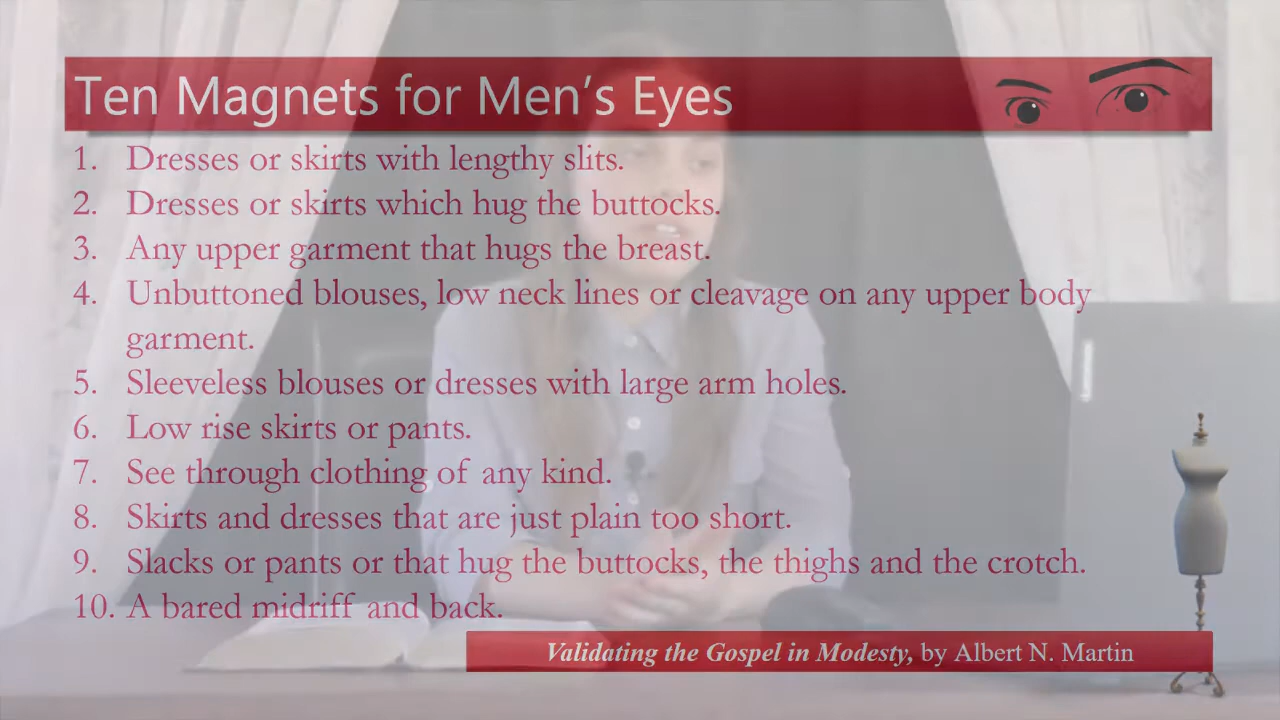 Ten Magnets for Men's Eyes
1. Dresses or skirts with lengthy slits.
2. Dresses or skirts which hug the buttocks.
3. Any upper garment that hugs the breast.
4. Unbuttoned blouses, low neck lines or cleavage on any upper body
garment.
5. Sleeveless blouses or dresses with large arm holes.
6. Low rise skirts or pants.
7. See through clothing of any kind.
8. Skirts and dresses that are just plain too short.
9. Slacks or pants or that hug the buttocks, the thighs and the crotch.
10. A bared midriff and back.
Validating the Gospel in Modesty, by Albert N. Martin